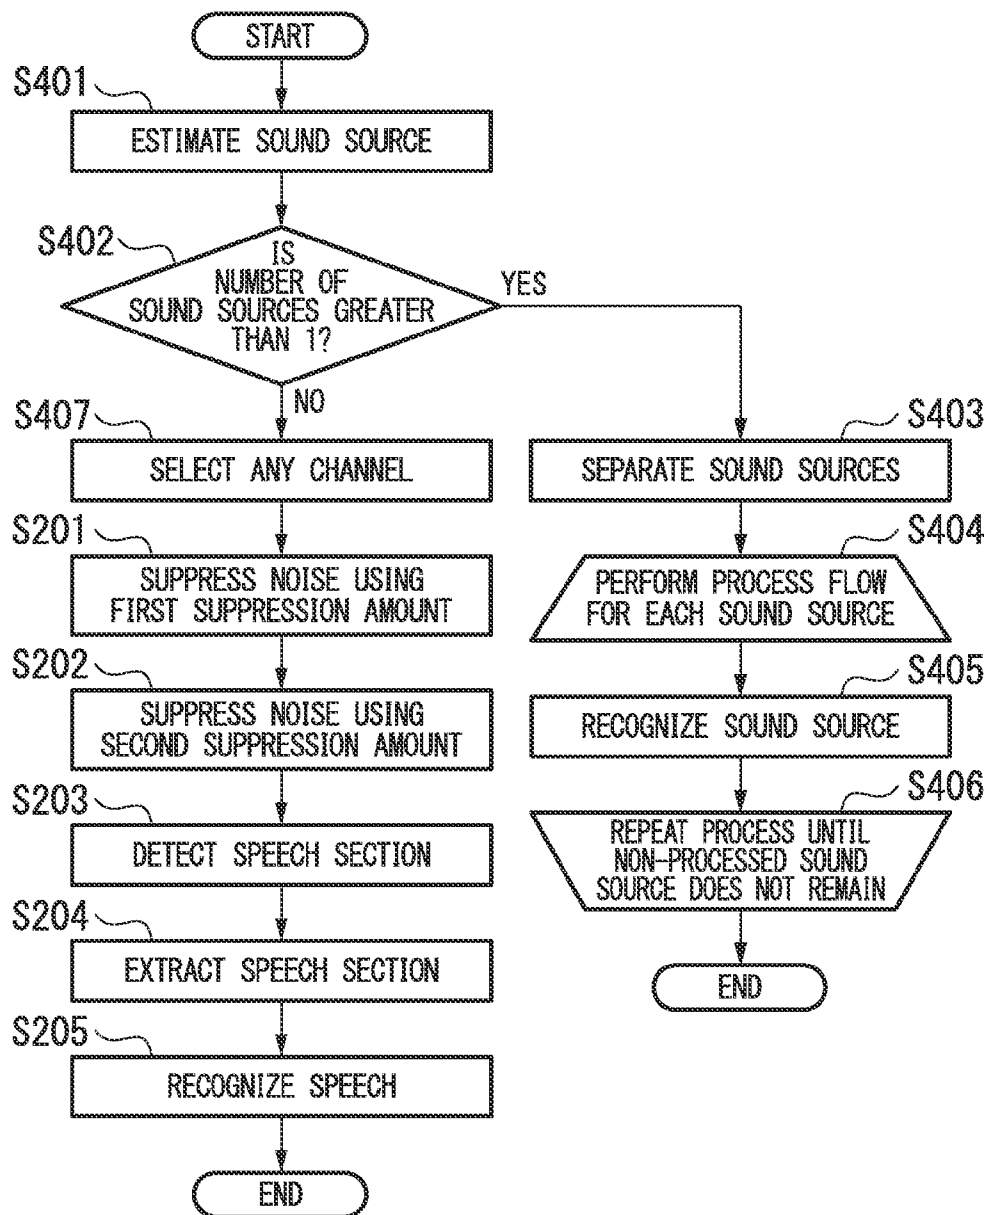 START
S401
ESTIMATE SOUND SOURCE
S402
IS
NUMBER OF
SOUND SOURCES GREATER
THAN 1?
YES
NO
S407
SELECT ANY CHANNEL
S201
SUPPRESS NOISE USING
FIRST SUPPRESSION AMOUNT
S202
SUPPRESS NOISE USING
SECOND SUPPRESSION AMOUNT
S203
DETECT SPEECH SECTION
S204
EXTRACT SPEECH SECTION
S205
RECOGNIZE SPEECH
END
S403
SEPARATE SOUND SOURCES
S404
PERFORM PROCESS FLOW
FOR EACH SOUND SOURCE
S405
RECOGNIZE SOUND SOURCE
S406
REPEAT PROCESS UNTIL
NON-PROCESSED SOUND
SOURCE DOES NOT REMAIN
END